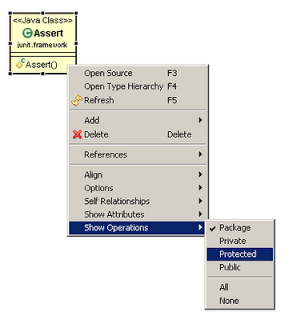 <<Java Class>>
Assert
junit.framework
Assert()
Open Source F3
Open Type Hierarchy F4
Refresh F5
Add
Delete Delete
References
Align
Options
Self Relationships
Show Attributes
Show Operations
Package
Private
Protected
Public
All
None